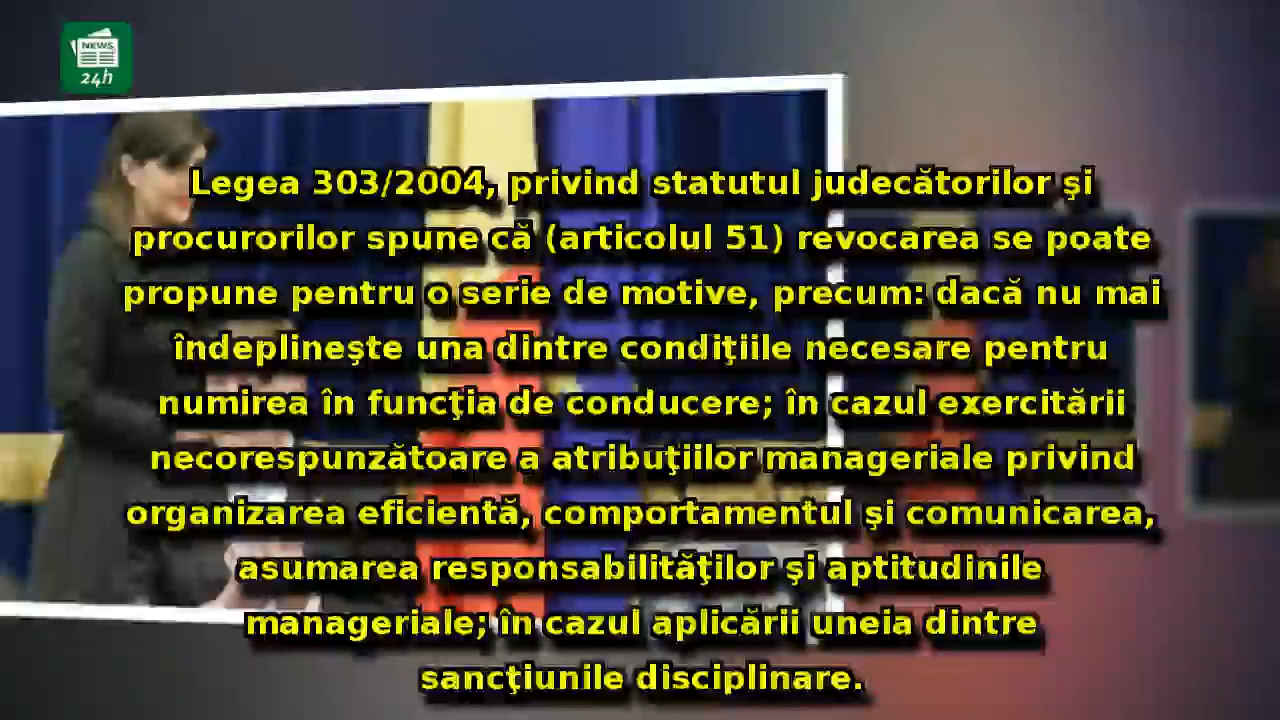 NEWS
24h
Legea 303/2004, privind statutul judecătorilor şi
procurorilor spune că (articolul 51) revocarea se poate
propune pentru o serie de motive, precum: dacă nu mai
îndeplineşte una dintre condiţiile necesare pentru
numirea în funcţia de conducere; în cazul exercitării
necorespunzătoare a atribuţiilor manageriale privind
organizarea eficientă, comportamentul şi comunicarea,
asumarea responsabilităţilor şi aptitudinile
manageriale; în cazul aplicării uneia dintre
sancţiunile disciplinare.